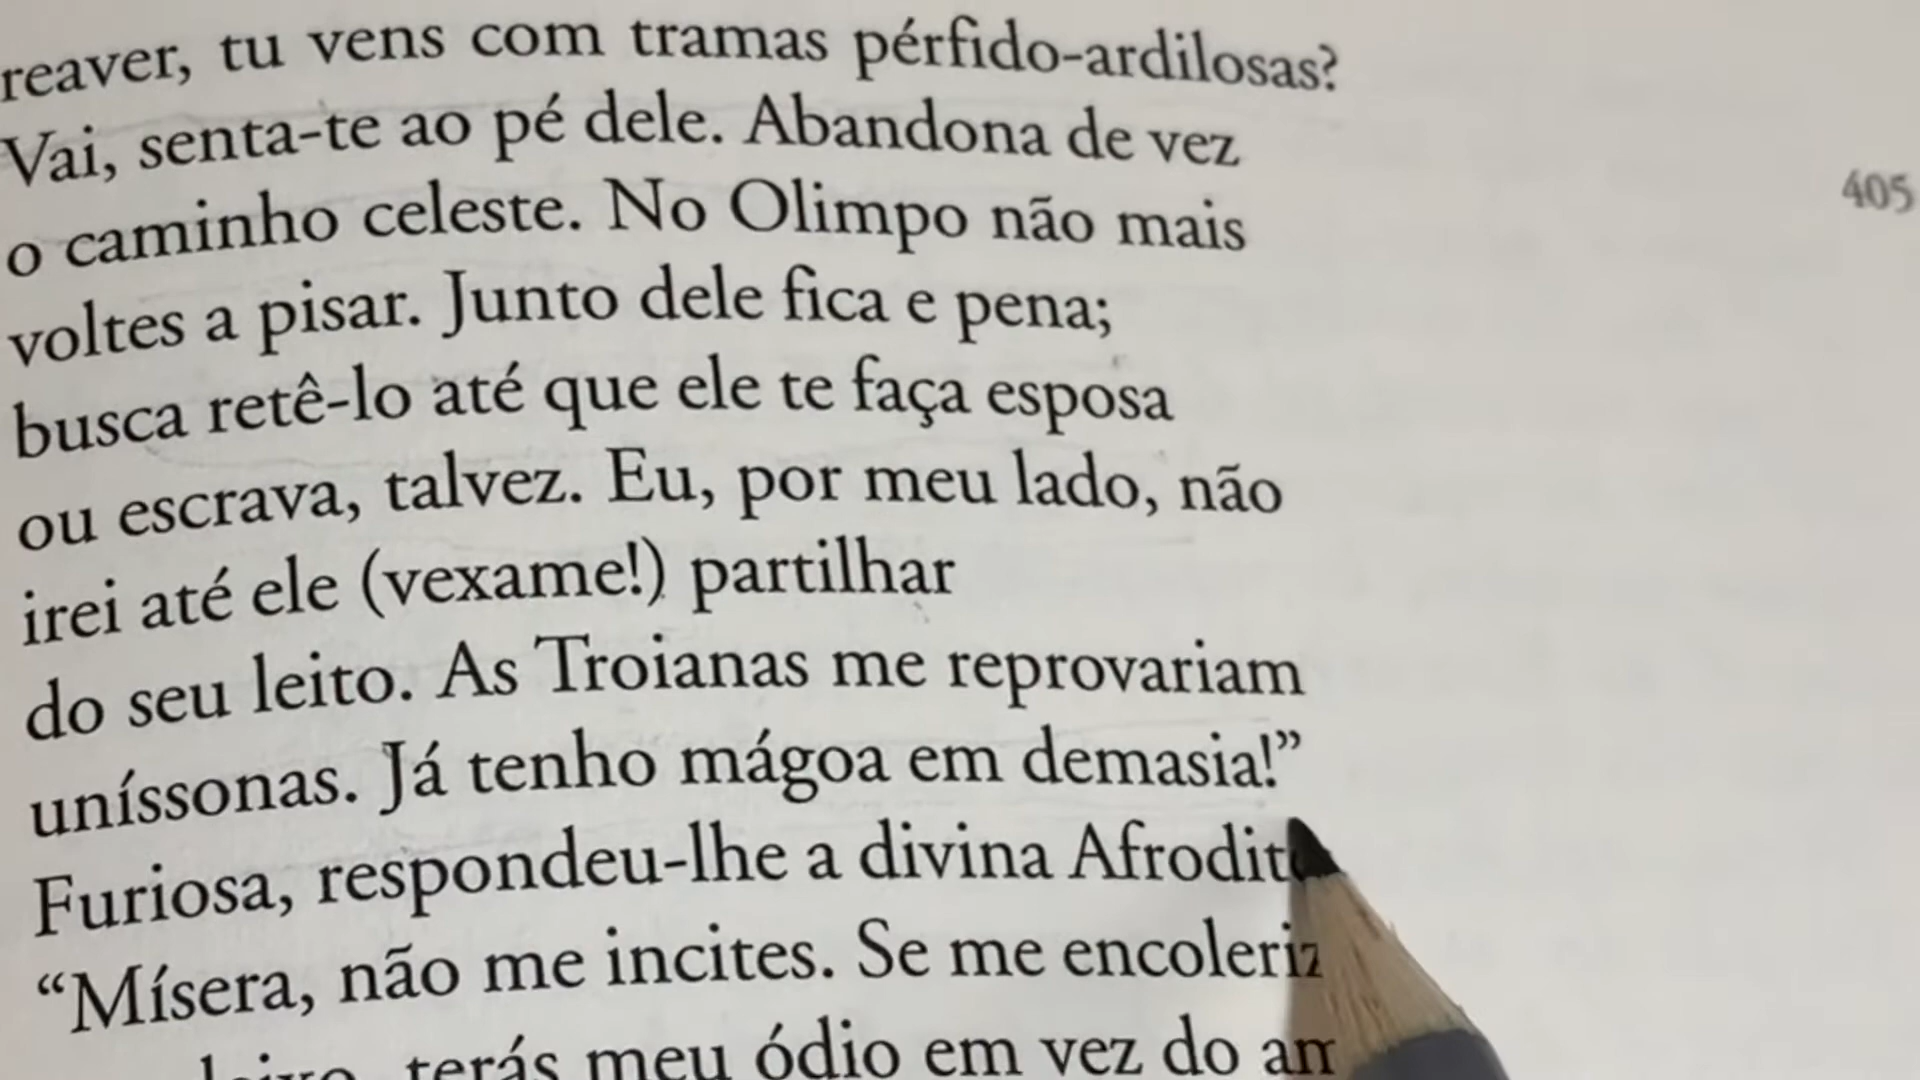 reaver, tu vens com tramas pérfido-ardilosas?
Vai, senta-te ao pé dele. Abandona de vez
o caminho celeste. No Olimpo não mais
405
voltes a pisar. Junto dele fica e pena;
busca retê-lo até que ele te faça esposa
ou escrava, talvez. Eu, por meu lado, não
irei até ele (vexame!) partilhar
do seu leito. As Troianas me reprovariam
uníssonas. Já tenho mágoa em demasia!”
Furiosa, respondeu-lhe a divina
“Mísera, não me incites. Se me
terás meu ódio em vez do